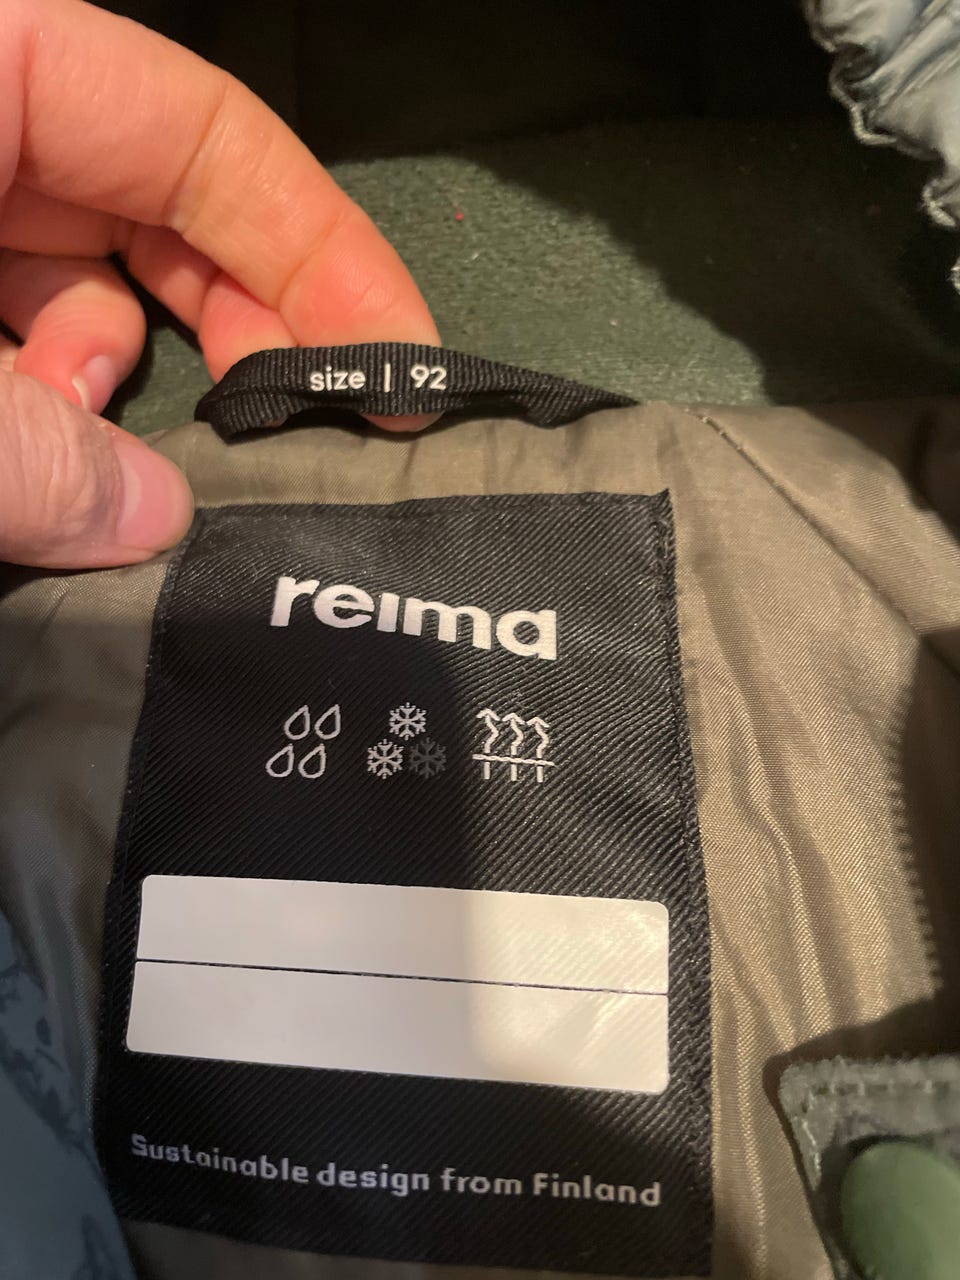 size | 92
reima
Sustainable design from Finland